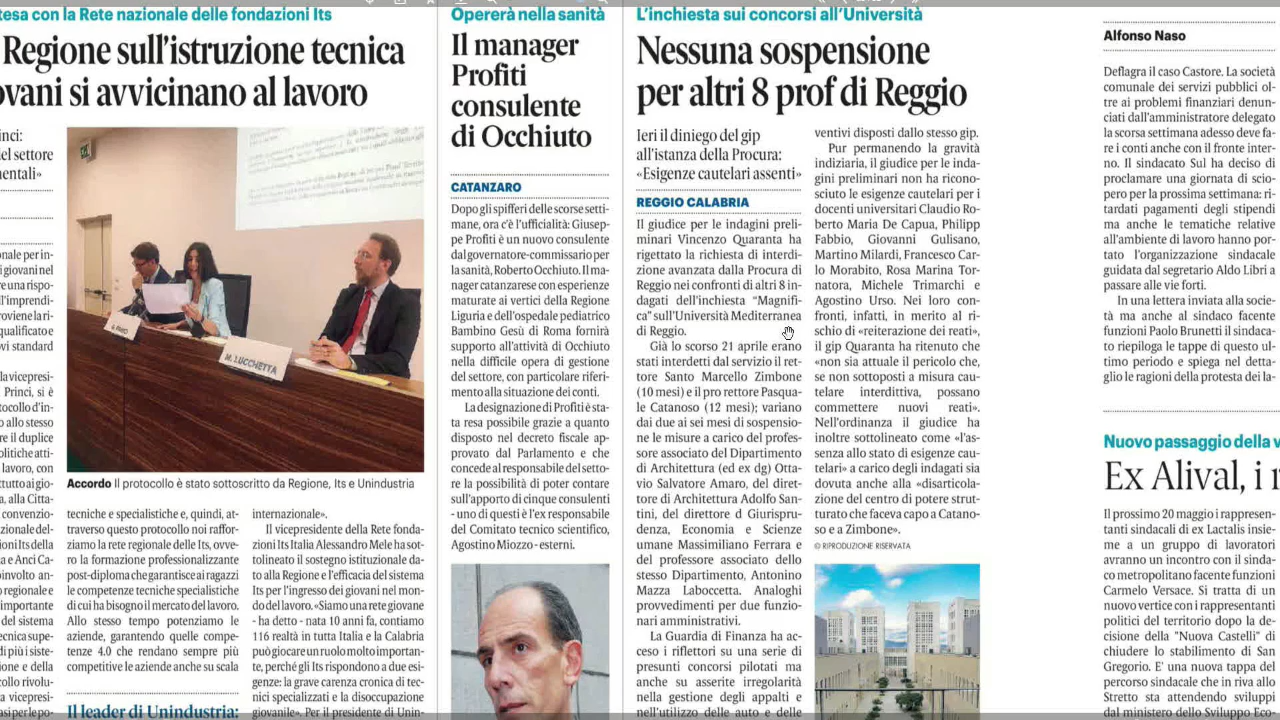 tesa con la Rete nazionale delle fondazioni Its
Regione sull'istruzione tecnica
ovani si avvicinano al lavoro
inci:
el settore
nentali»
G. PRINCI
M. LUCCHETTA
Accordo Il protocollo è stato sottoscritto da Regione, Its e Unindustria
tecniche e specialistiche e, quindi, at-
traverso questo protocollo noi raffor-
ziamo la rete regionale delle Its, ovve-
ro la formazione professionalizzante
post-diploma che garantisce ai ragazzi
le competenze tecniche specialistiche
di cui ha bisogno il mercato del lavoro.
Allo stesso tempo potenziamo le
aziende, garantendo quelle compe-
tenze 4.0 che rendano sempre più
competitive le aziende anche su scala
Il leader di Unindustria:
internazionale».
Il vicepresidente della Rete fonda-
zioni Its Italia Alessandro Mele ha sot-
tolineato il sostegno istituzionale da-
to alla Regione e l'efficacia del sistema
Its per l'ingresso dei giovani nel mon-
do del lavoro. «Siamo una rete giovane
- ha detto - nata 10 anni fa, contiamo
116 realtà in tutta Italia e la Calabria
può giocare un ruolo molto importan-
te, perché gli Its rispondono a due esi-
genze: la grave carenza cronica di tec-
nici specializzati e la disoccupazione
giovanile». Per il presidente di Unin-
Opererà nella sanità
Il manager
Profiti
consulente
di Occhiuto
CATANZARO
Dopo gli spifferi delle scorse setti-
mane, ora c'è l'ufficialità: Giusep-
pe Profiti è un nuovo consulente
dal governatore-commissario per
la sanità, Roberto Occhiuto. Il ma-
nager catanzarese con esperienze
maturate ai vertici della Regione
Liguria e dell'ospedale pediatrico
Bambino Gesù di Roma fornirà
supporto all'attività di Occhiuto
nella difficile opera di gestione
del settore, con particolare riferi-
mento alla situazione dei conti.
La designazione di Profiti è sta-
ta resa possibile grazie a quanto
disposto nel decreto fiscale ap-
provato dal Parlamento e che
concede al responsabile del setto-
re la possibilità di poter contare
sull'apporto di cinque consulenti
- uno di questi è l'ex responsabile
del Comitato tecnico scientifico,
Agostino Miozzo - esterni.
L'inchiesta sui concorsi all'Università
Nessuna sospensione
per altri 8 prof di Reggio
Ieri il diniego del gip
all'istanza della Procura:
«Esigenze cautelari assenti»
REGGIO CALABRIA
Il giudice per le indagini preli-
minari Vincenzo Quaranta ha
rigettato la richiesta di interdi-
zione avanzata dalla Procura di
Reggio nei confronti di altri 8 in-
dagati dell'inchiesta "Magnifi-
ca" sull'Università Mediterranea
di Reggio.
Già lo scorso 21 aprile erano
stati interdetti dal servizio il ret-
tore Santo Marcello Zimbone
(10 mesi) e il pro rettore Pasqua-
le Catanoso (12 mesi); variano
dai due ai sei mesi di sospensio-
ne le misure a carico del profes-
sore associato del Dipartimento
di Architettura (ed ex dg) Otta-
vio Salvatore Amaro, del diret-
tore di Architettura Adolfo San-
tini, del direttore d Giurispru-
denza, Economia e Scienze
umane Massimiliano Ferrara e
del professore associato dello
stesso Dipartimento, Antonino
Mazza Laboccetta. Analoghi
provvedimenti per due funzio-
nari amministrativi.
La Guardia di Finanza ha ac-
ceso i riflettori su una serie di
presunti concorsi pilotati ma
anche su asserite irregolarità
nella gestione degli appalti e
nell'utilizzo delle auto e delle
ventivi disposti dallo stesso gip.
Pur permanendo la gravità
indiziaria, il giudice per le inda-
gini preliminari non ha ricono-
sciuto le esigenze cautelari per i
docenti universitari Claudio Ro-
berto Maria De Capua, Philipp
Fabbio, Giovanni Gulisano,
Martino Milardi, Francesco Car-
lo Morabito, Rosa Marina Tor-
natora, Michele Trimarchi e
Agostino Urso. Nei loro con-
fronti, infatti, in merito al ri-
schio di «reiterazione dei reati»,
il gip Quaranta ha ritenuto che
«non sia attuale il pericolo che,
se non sottoposti a misura cau-
telare interdittiva, possano
commettere nuovi reati».
Nell'ordinanza il giudice ha
inoltre sottolineato come «l'as-
senza allo stato di esigenze cau-
telari» a carico degli indagati sia
dovuta anche alla «disarticola-
zione del centro di potere strut-
turato che faceva capo a Catano-
so e a Zimbone».
© RIPRODUZIONE RISERVATA
Alfonso Naso
Deflagra il caso Castore. La società
comunale dei servizi pubblici ol-
tre ai problemi finanziari denun-
ciati dall'amministratore delegato
la scorsa settimana adesso deve fa-
re i conti anche con il fronte inter-
no. Il sindacato Sul ha deciso di
proclamare una giornata di scio-
pero per la prossima settimana: ri-
tardati pagamenti degli stipendi
ma anche le tematiche relative
all'ambiente di lavoro hanno por-
tato l'organizzazione sindacale
guidata dal segretario Aldo Libri a
passare alle vie forti.
In una lettera inviata alla socie-
tà ma anche al sindaco facente
funzioni Paolo Brunetti il sindaca-
to riepiloga le tappe di questo ul-
timo periodo e spiega nel detta-
glio le ragioni della protesta dei la-
Nuovo passaggio della v
Ex Alival, i r
Il prossimo 20 maggio i rappresen-
tanti sindacali di ex Lactalis insie-
me a un gruppo di lavoratori
avranno un incontro con il sinda-
co metropolitano facente funzioni
Carmelo Versace. Si tratta di un
nuovo vertice con i rappresentanti
politici del territorio dopo la de-
cisione della "Nuova Castelli" di
chiudere lo stabilimento di San
Gregorio. E' una nuova tappa del
percorso sindacale che in riva allo
Stretto sta attendendo sviluppi
dal ministero dello Sviluppo Eco-